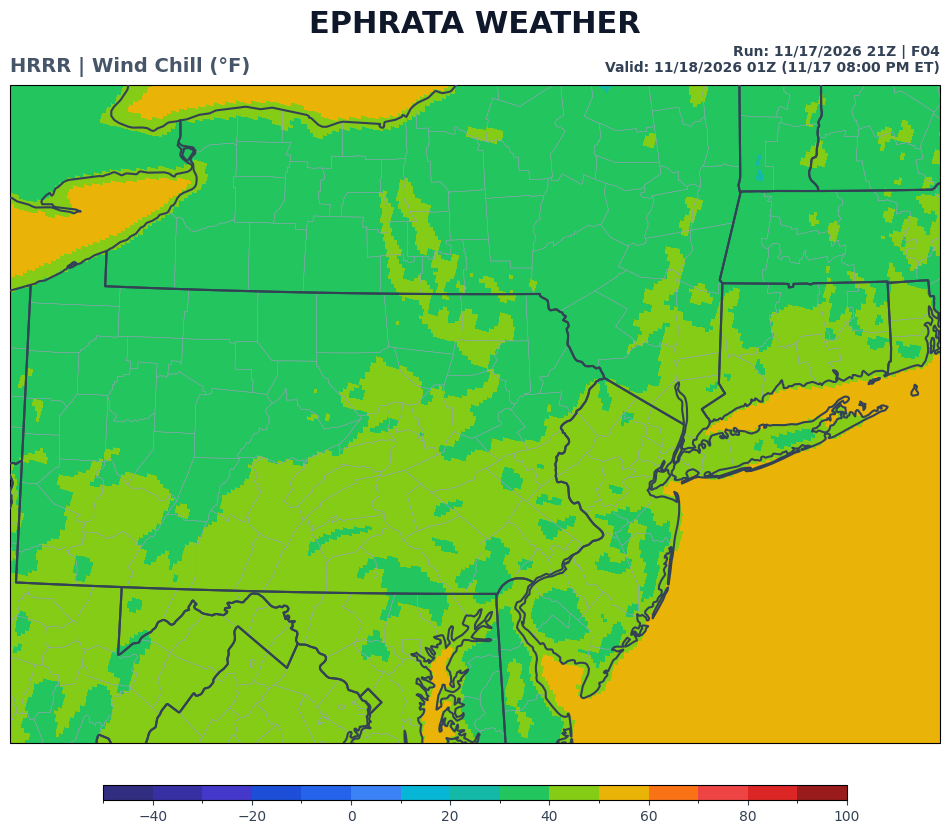 EPHRATA WEATHER
HRRR | Wind Chill (°F)
Run: 11/17/2026 21Z | F04
Valid: 11/18/2026 01Z (11/17 08:00 PM ET)
−40 −20 0 20 40 60 80 100